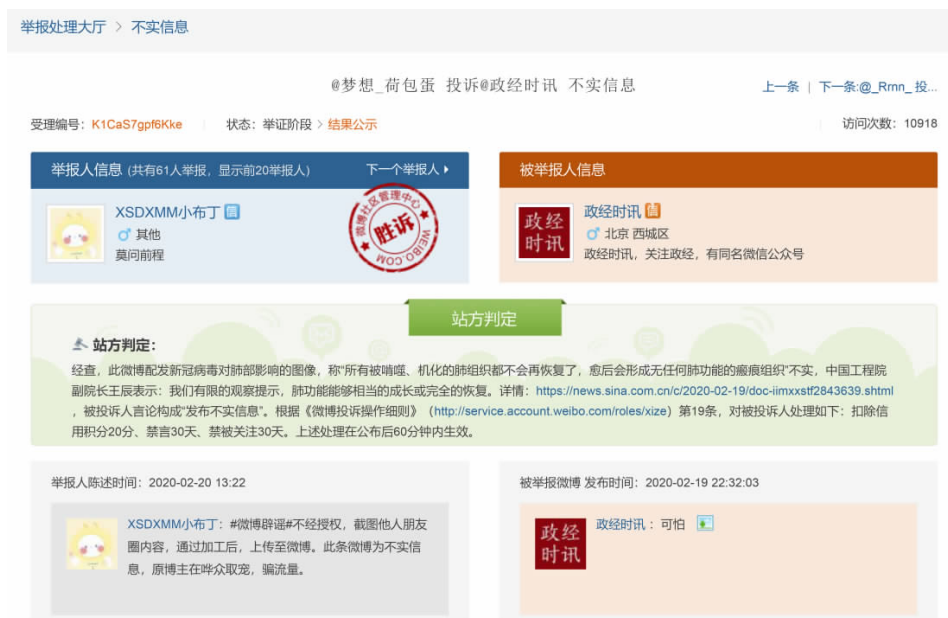 举报处理大厅 > 不实信息
@梦想_荷包蛋 投诉@政经时讯 不实信息
上一条 | 下一条:@_Rmn_ 投...
受理编号：K1CaS7gpf6Kke 状态：举证阶段 > 结果公示
访问次数：10918
举报人信息 (共有61人举报，显示前20举报人) 下一个举报人
被举报人信息
XSDXMM小布丁
其他
莫问前程
微博社区管理中心
胜诉
WEIBO.COM
政经
时讯
政经时讯
北京 西城区
政经时讯，关注政经，有同名微信公众号
站方判定
站方判定：
经查，此微博配发新冠病毒对肺部影响的图像，称“所有被啃噬、机化的肺组织都不会再恢复了，愈后会形成无任何肺功能的瘢痕组织”不实，中国工程院
副院长王辰表示：我们有限的观察提示，肺功能能够相当的成长或完全的恢复。详情：https://news.sina.com.cn/c/2020-02-19/doc-iimxxstf2843639.shtml
，被投诉人言论构成“发布不实信息”。根据《微博投诉操作细则》（http://service.account.weibo.com/roles/xize）第19条，对被投诉人处理如下：扣除信
用积分20分、禁言30天、禁被关注30天。上述处理在公布后60分钟内生效。
举报人陈述时间：2020-02-20 13:22
被举报微博 发布时间：2020-02-19 22:32:03
XSDXMM小布丁：#微博辟谣#不经授权，截图他人朋友
圈内容，通过加工后，上传至微博。此条微博为不实信
息，原博主在哗众取宠，骗流量。
政经
时讯
政经时讯：可怕